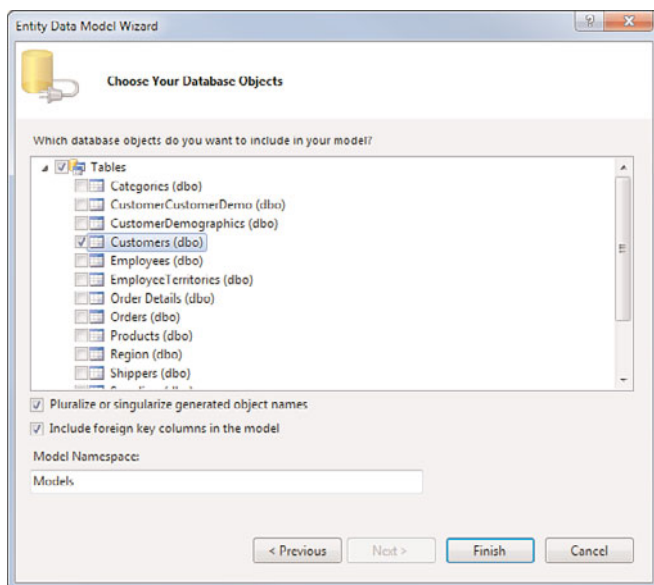 Entity Data Model Wizard
Choose Your Database Objects
Which database objects do you want to include in your model?
Tables
Categories (dbo)
CustomerCustomerDemo (dbo)
CustomerDemographics (dbo)
Customers (dbo)
Employees (dbo)
EmployeeTerritories (dbo)
Order Details (dbo)
Orders (dbo)
Products (dbo)
Region (dbo)
Shippers (dbo)
Pluralize or singularize generated object names
Include foreign key columns in the model
Model Namespace:
Models
< Previous Next > Finish Cancel